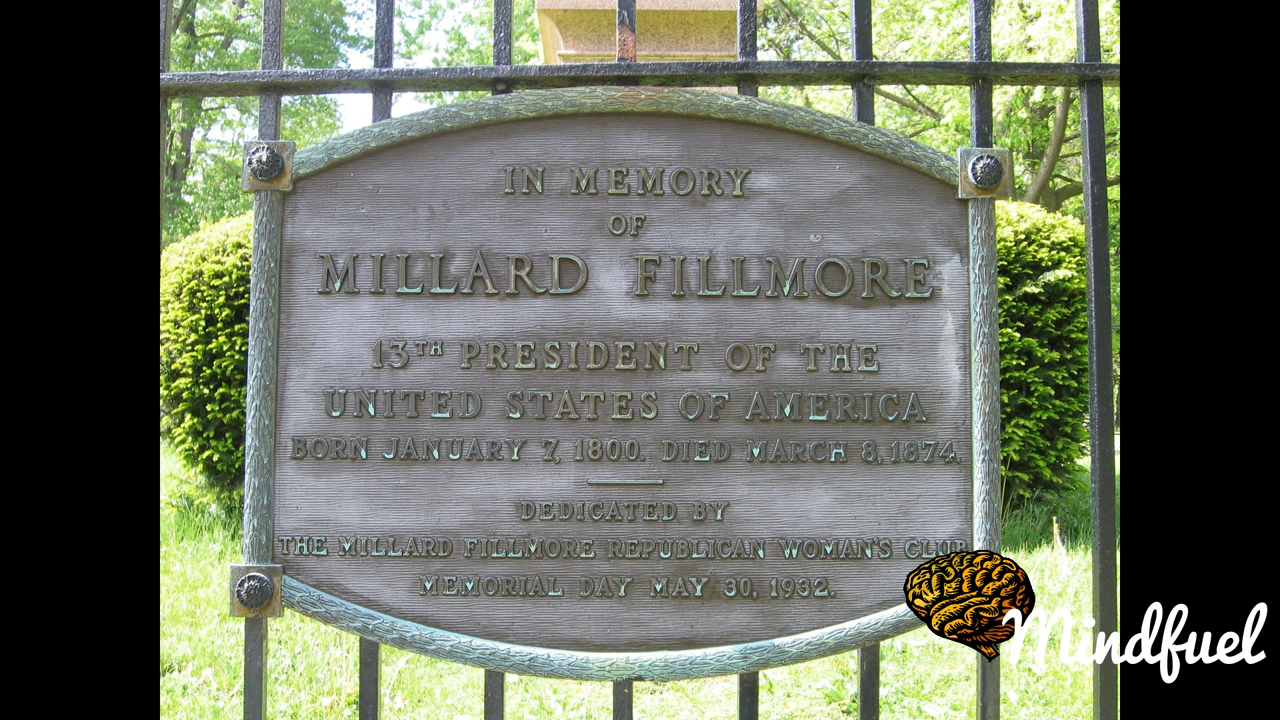 IN MEMORY
OF
MILLARD FILLMORE
13TH PRESIDENT OF THE
UNITED STATES OF AMERICA
BORN JANUARY 7, 1800. DIED MARCH 8, 1874.
DEDICATED BY
THE MILLARD FILLMORE REPUBLICAN WOMAN'S CLUB
MEMORIAL DAY MAY 30, 1932.
Mindfuel